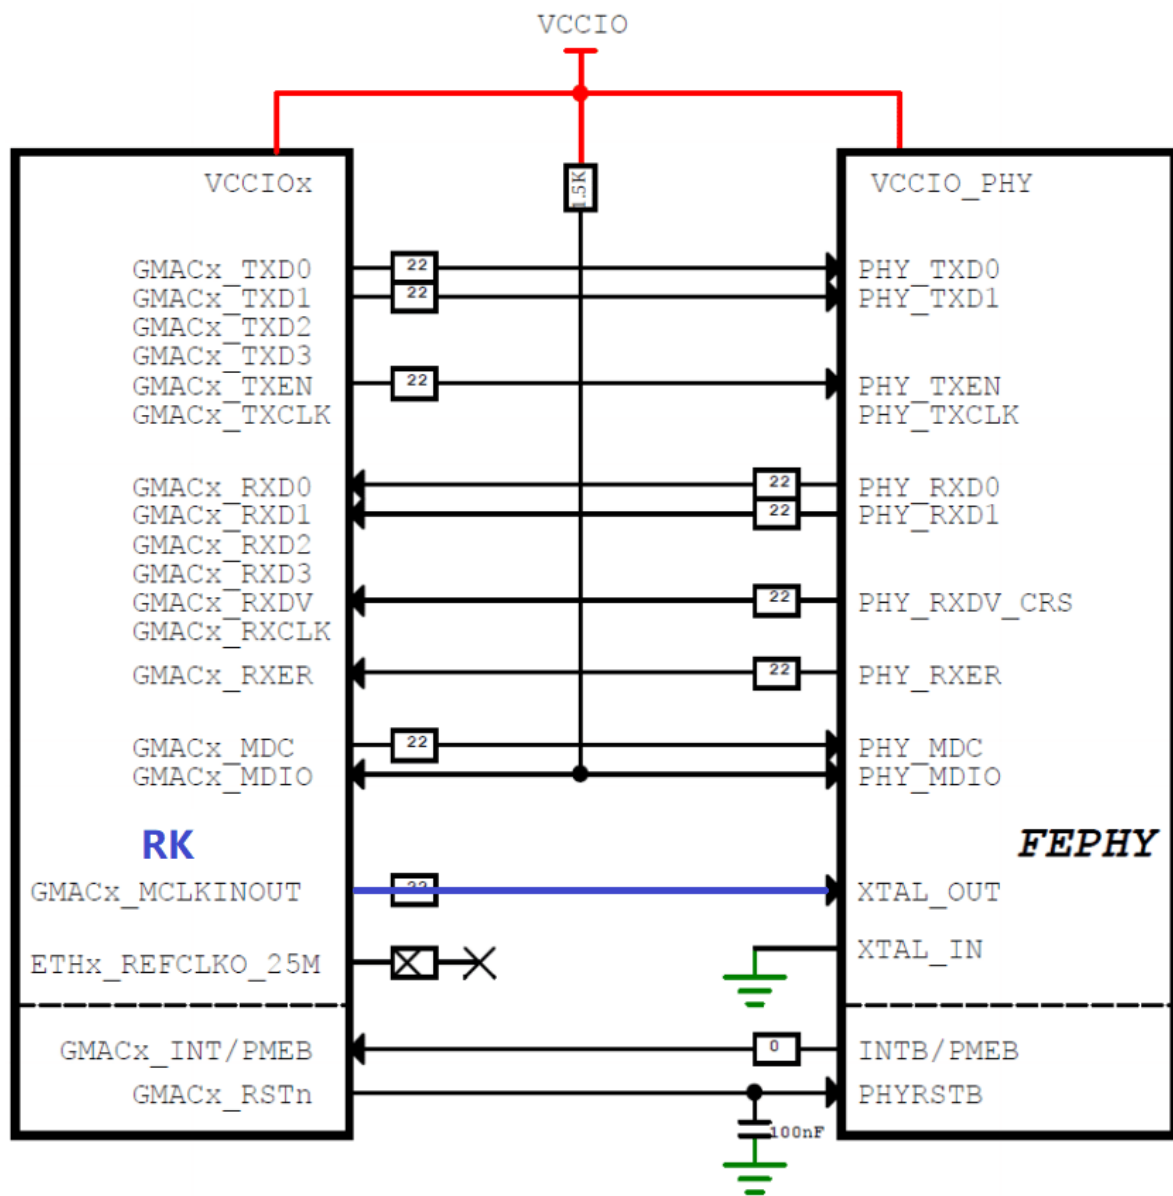 VCCIO
VCCIOx
1.5K
VCCIO_PHY
GMACx_TXD0 22 PHY_TXD0
GMACx_TXD1 22 PHY_TXD1
GMACx_TXD2
GMACx_TXD3
GMACx_TXEN 22 PHY_TXEN
GMACx_TXCLK PHY_TXCLK
GMACx_RXD0 22 PHY_RXD0
GMACx_RXD1 22 PHY_RXD1
GMACx_RXD2
GMACx_RXD3
GMACx_RXDV 22 PHY_RXDV_CRS
GMACx_RXCLK
GMACx_RXER 22 PHY_RXER
GMACx_MDC 22 PHY_MDC
GMACx_MDIO PHY_MDIO
RK FEPHY
GMACx_MCLKINOUT 22 XTAL_OUT
ETHx_REFCLKO_25M XTAL_IN
GMACx_INT/PMEB 0 INTB/PMEB
GMACx_RSTn PHYRSTB
100nF